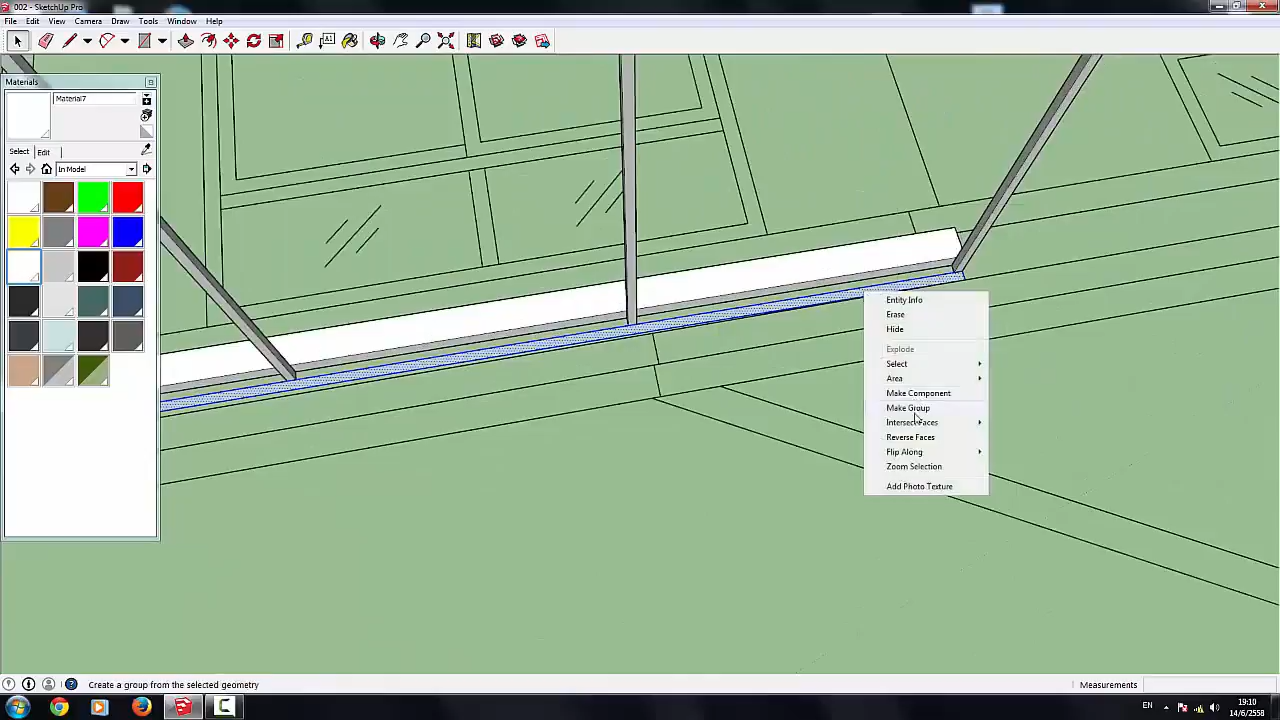 002 - SketchUp Pro
File Edit View Camera Draw Tools Window Help
Materials
Material7
Select Edit
In Model
Entity Info
Erase
Hide
Explode
Select
Area
Make Component
Make Group
Intersect Faces
Reverse Faces
Flip Along
Zoom Selection
Add Photo Texture
Create a group from the selected geometry
Measurements
EN
19:10
14/6/2558